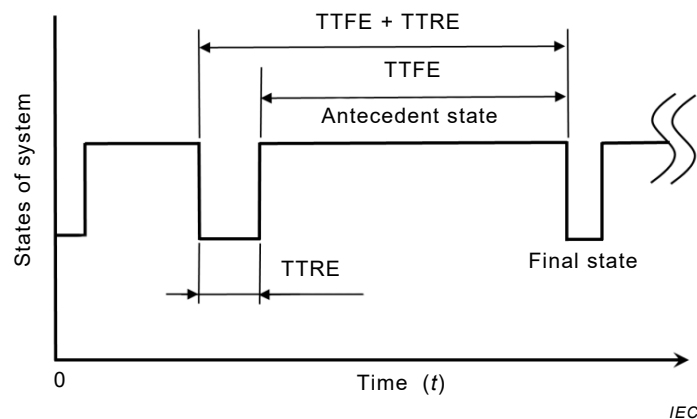 TTFE + TTRE
TTFE
Antecedent state
States of system
TTRE
Final state
0
Time (t)
IEC